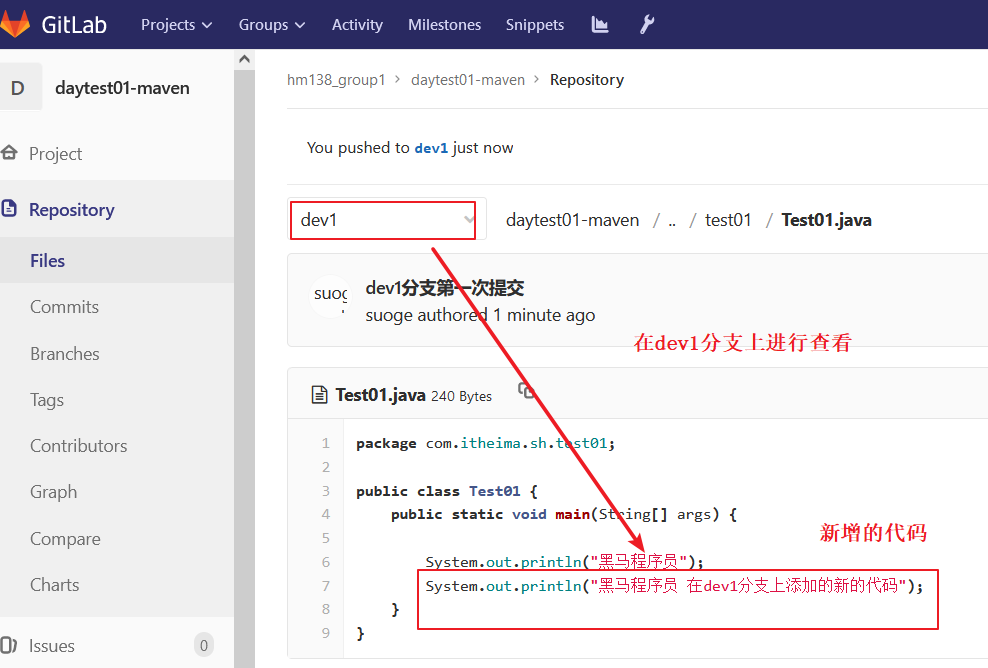 GitLab Projects Groups Activity Milestones Snippets
D daytest01-maven
Project
Repository
Files
Commits
Branches
Tags
Contributors
Graph
Compare
Charts
Issues 0
hm138_group1 > daytest01-maven > Repository
You pushed to dev1 just now
dev1 daytest01-maven / .. / test01 / Test01.java
suog
dev1分支第一次提交
suoge authored 1 minute ago
在dev1分支上进行查看
Test01.java 240 Bytes
1 package com.itheima.sh.test01;
2
3 public class Test01 {
4 public static void main(String[] args) {
5
新增的代码
6 System.out.println("黑马程序员");
7 System.out.println("黑马程序员 在dev1分支上添加的新的代码");
8 }
9 }